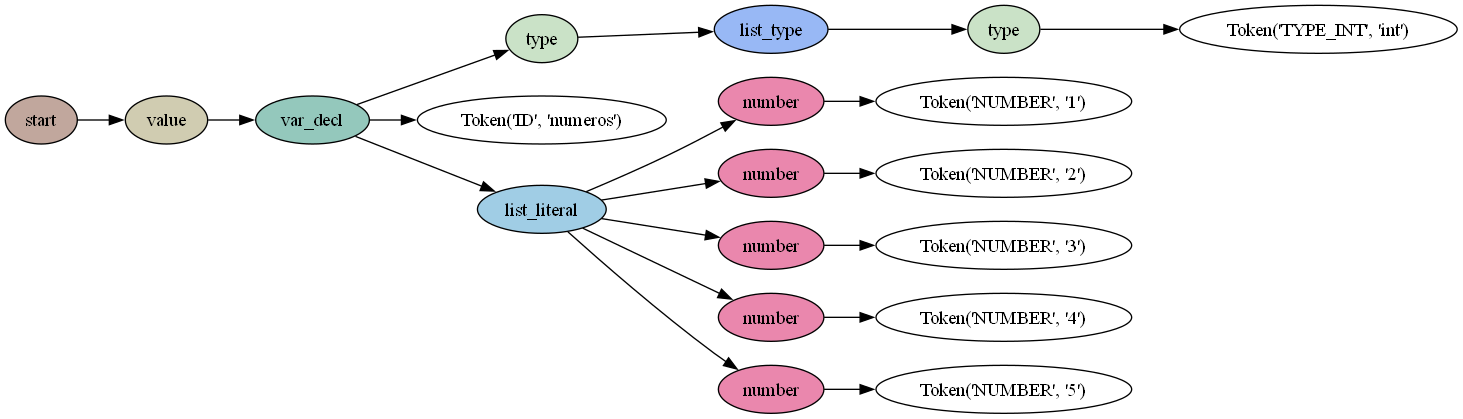 start
value
var_decl
type
list_type
type
Token('TYPE_INT', 'int')
Token('ID', 'numeros')
list_literal
number
Token('NUMBER', '1')
number
Token('NUMBER', '2')
number
Token('NUMBER', '3')
number
Token('NUMBER', '4')
number
Token('NUMBER', '5')